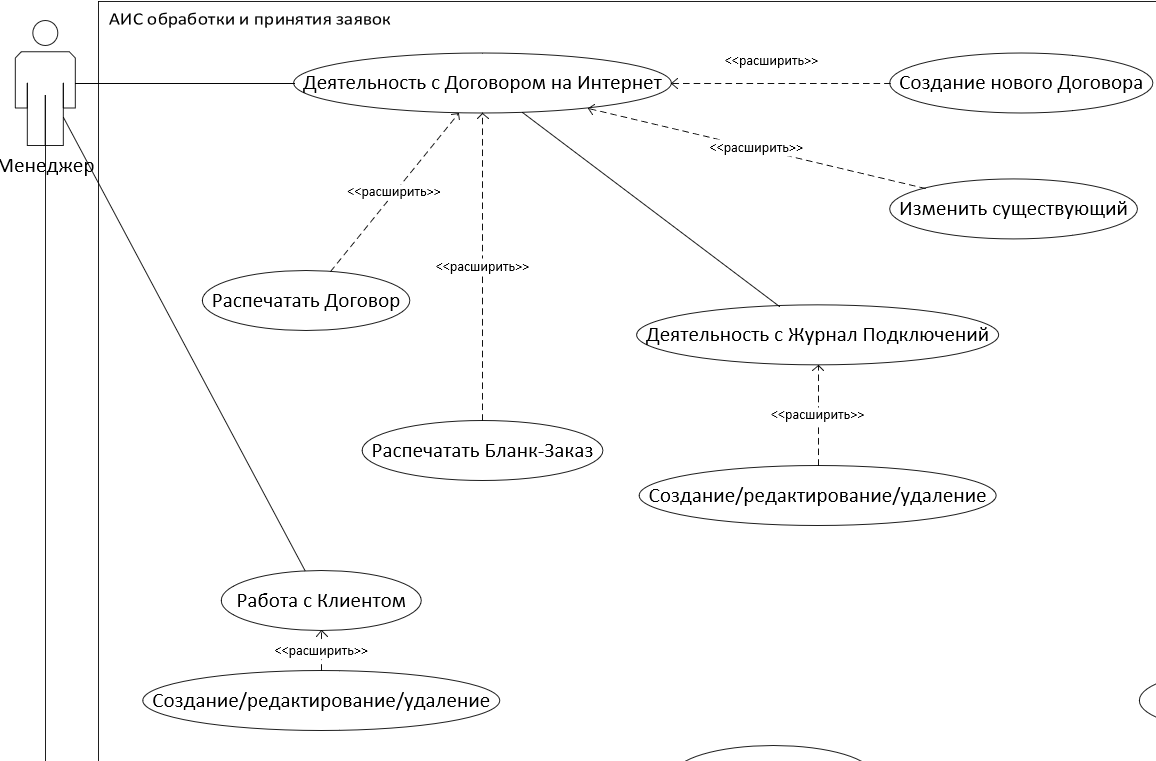 АИС обработки и принятия заявок
<<расширить>>
Деятельность с Договором на Интернет
Создание нового Договора
<<расширить>>
Менеджер
<<расширить>>
Изменить существующий
<<расширить>>
Распечатать Договор
Деятельность с Журнал Подключений
<<расширить>>
Распечатать Бланк-Заказ
Создание/редактирование/удаление
Работа с Клиентом
<<расширить>>
Создание/редактирование/удаление